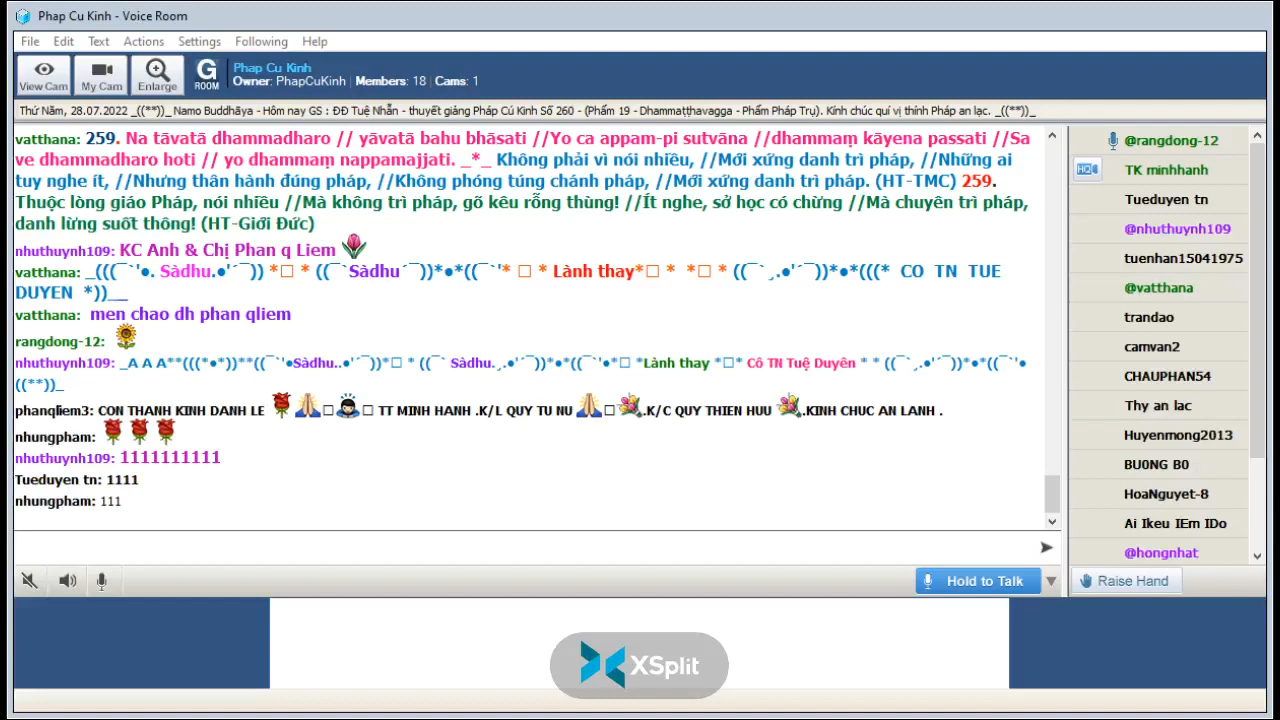 Phap Cu Kinh - Voice Room
File Edit Text Actions Settings Following Help
View Cam My Cam Enlarge G ROOM
Phap Cu Kinh
Owner: PhapCuKinh | Members: 18 | Cams: 1
Thứ Năm, 28.07.2022 _((**))_ Namo Buddhāya - Hôm nay GS : ĐĐ Tuệ Nhẫn - thuyết giảng Pháp Cú Kinh Số 260 - (Phẩm 19 - Dhammaṭṭhavagga - Phẩm Pháp Trụ). Kính chúc quí vị thính Pháp an lạc. _((**))_
vatthana: 259. Na tāvatā dhammadharo // yāvatā bahu bhāsati //Yo ca appam-pi sutvāna //dhammaṃ kāyena passati //Sa
ve dhammadharo hoti // yo dhammaṃ nappamajjati. _*_ Không phải vì nói nhiều, //Mới xứng danh trì pháp, //Những ai
tuy nghe ít, //Nhưng thân hành đúng pháp, //Không phóng túng chánh pháp, //Mới xứng danh trì pháp. (HT-TMC) 259.
Thuộc lòng giáo Pháp, nói nhiều //Mà không trì pháp, gõ kêu rỗng thùng! //Ít nghe, sở học có chừng //Mà chuyên trì pháp,
danh lừng suốt thông! (HT-Giới Đức)
nhuthuynh109: KC Anh & Chị Phan q Liem
vatthana: _(((¯`'•. Sàdhu.•'´¯)) *□ * ((¯`Sàdhu´¯))*•*((¯`'* □ * Lành thay*□ * *□ * ((¯`¸.•'´¯))*•*(((* CO TN TUE
DUYEN *))__
vatthana: men chao dh phan qliem
rangdong-12:
nhuthuynh109: _A A A**(((*•*))**((¯`'•Sàdhu..•'´¯))*□ * ((¯` Sàdhu.¸.•'´¯))*•*((¯`'•*□ *Lành thay *□* Cô TN Tuệ Duyên * * ((¯`¸.•'´¯))*•*((¯`'•
((**))_
phanqliem3: CON THANH KINH DANH LE □ □ TT MINH HANH .K/L QUY TU NU □ .K/C QUY THIEN HUU .KINH CHUC AN LANH .
nhungpham:
nhuthuynh109: 1111111111
Tueduyen tn: 1111
nhungpham: 111
@rangdong-12
HQ TK minhhanh
Tueduyen tn
@nhuthuynh109
tuenhan15041975
@vatthana
trandao
camvan2
CHAUPHAN54
Thy an lac
Huyenmong2013
BU0NG B0
HoaNguyet-8
Ai Ikeu IEm IDo
@hongnhat
Hold to Talk
Raise Hand
XSplit